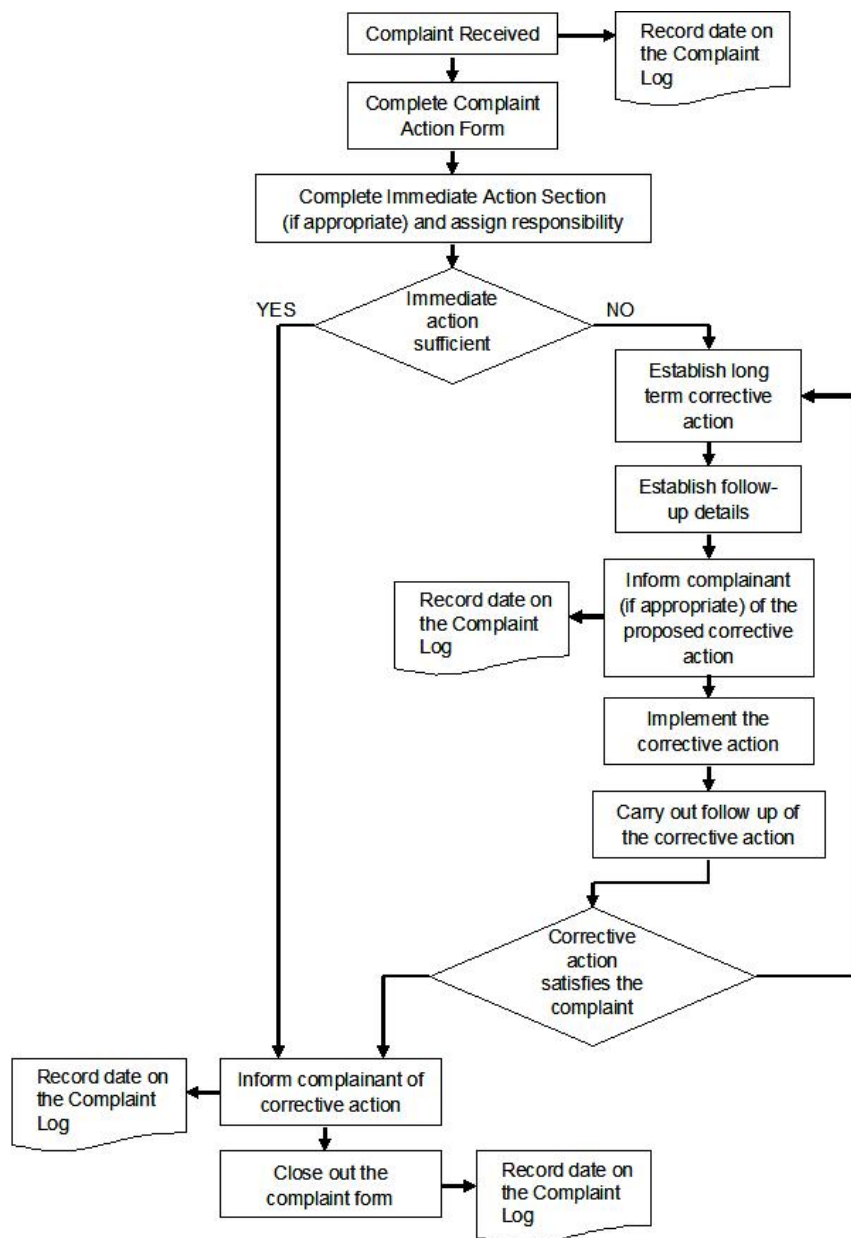 Complaint Received
Record date on
the Complaint
Log
Complete Complaint
Action Form
Complete Immediate Action Section
(if appropriate) and assign responsibility
YES
Immediate
action
sufficient
NO
Establish long
term corrective
action
Establish follow-
up details
Record date on
the Complaint
Log
Inform complainant
(if appropriate) of the
proposed corrective
action
Implement the
corrective action
Carry out follow up of
the corrective action
Corrective
action
satisfies the
complaint
Record date on
the Complaint
Log
Inform complainant of
corrective action
Close out the
complaint form
Record date on
the Complaint
Log